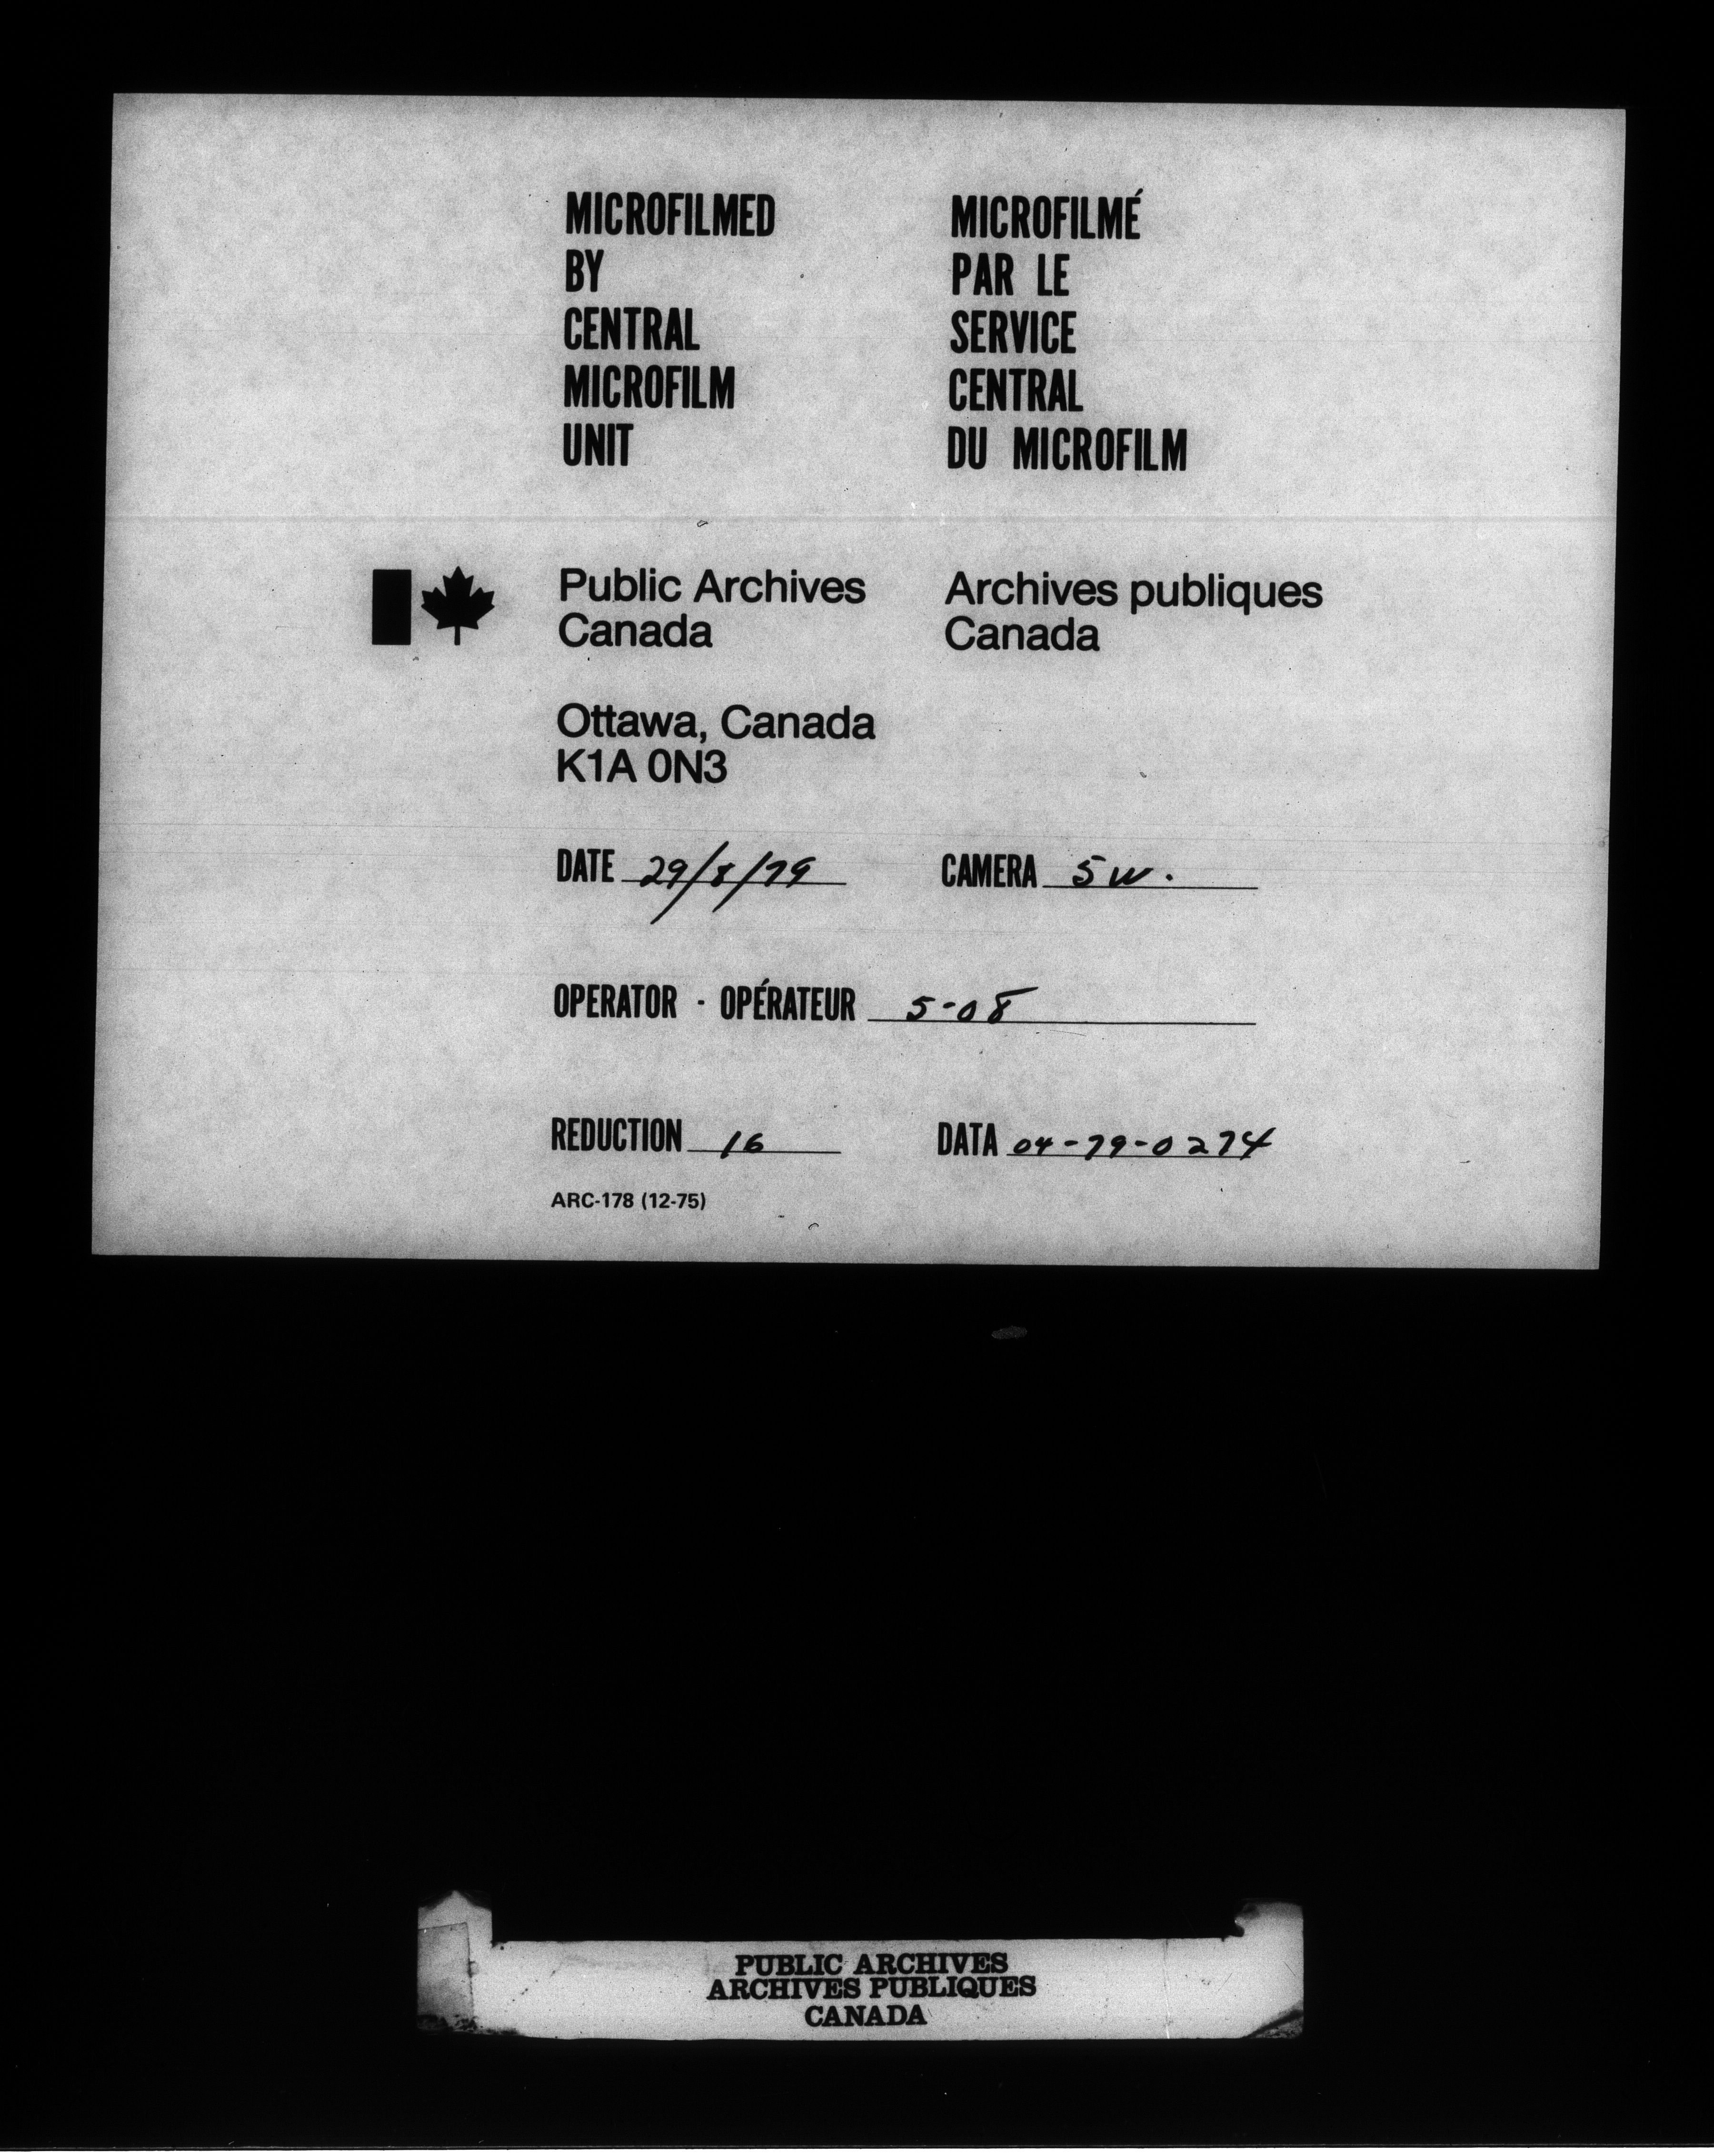 MICROFILMED
BY
CENTRAL
MICROFILM
UNIT
MICROFILMÉ
PAR LE
SERVICE
CENTRAL
DU MICROFILM
Public Archives
Canada
Archives publiques
Canada
Ottawa, Canada
K1A 0N3
DATE 29/8/79
CAMERA 5 W.
OPERATOR - OPÉRATEUR 5-08
REDUCTION 16
DATA 04-79-0274
ARC-178 (12-75)
PUBLIC ARCHIVES
ARCHIVES PUBLIQUES
CANADA